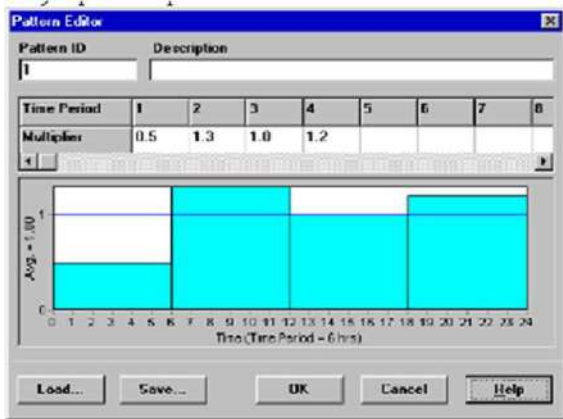 Pattern Editor
Pattern ID Description
1
Time Period 1 2 3 4 5 6 7 8
Multiplier 0.5 1.3 1.0 1.2
Avg. = 1.00
1
0
0 1 2 3 4 5 6 7 8 9 10 11 12 13 14 15 16 17 18 19 20 21 22 23 24
Time (Time Period = 6 hrs)
Load... Save... OK Cancel Help